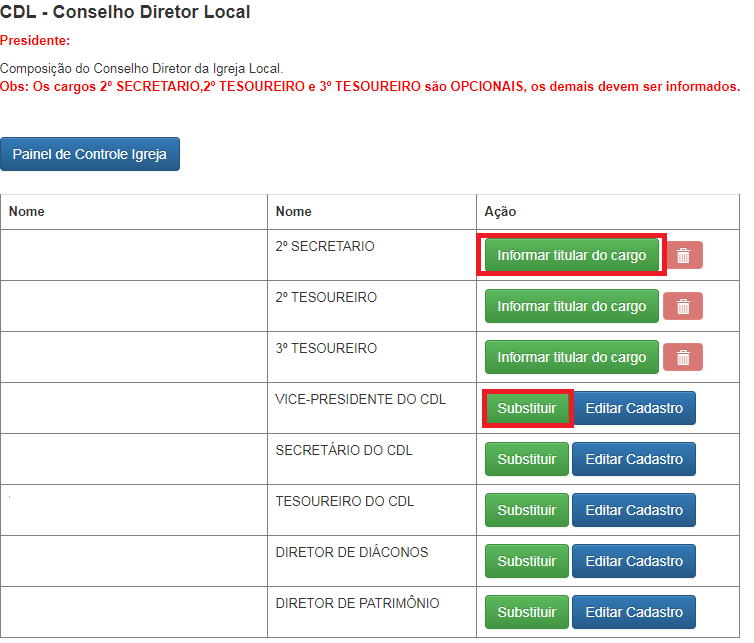 CDL - Conselho Diretor Local
Presidente:
Composição do Conselho Diretor da Igreja Local.
Obs: Os cargos 2º SECRETARIO,2º TESOUREIRO e 3º TESOUREIRO são OPCIONAIS, os demais devem ser informados.
Painel de Controle Igreja
Nome Nome Ação
2º SECRETARIO Informar titular do cargo
2º TESOUREIRO Informar titular do cargo
3º TESOUREIRO Informar titular do cargo
VICE-PRESIDENTE DO CDL Substituir Editar Cadastro
SECRETÁRIO DO CDL Substituir Editar Cadastro
TESOUREIRO DO CDL Substituir Editar Cadastro
DIRETOR DE DIÁCONOS Substituir Editar Cadastro
DIRETOR DE PATRIMÔNIO Substituir Editar Cadastro